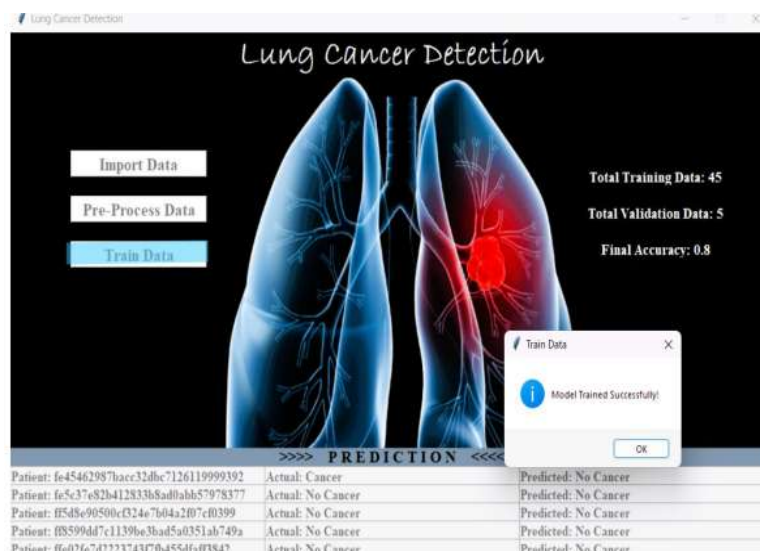 Lung Cancer Detection
Lung Cancer Detection
Import Data
Pre-Process Data
Train Data
Total Training Data: 45
Total Validation Data: 5
Final Accuracy: 0.8
Train Data
Model Trained Successfully!
OK
>>>> PREDICTION <<<<
Patient: fe45462987bacc32dbc7126119999392 Actual: Cancer Predicted: No Cancer
Patient: fe5c37e82b412833b8ad0abb57978377 Actual: No Cancer Predicted: No Cancer
Patient: ff5d8e90500cf324e7b04a2f07cf0399 Actual: No Cancer Predicted: No Cancer
Patient: ff8599dd7c1139be3bad5a0351ab749a Actual: No Cancer Predicted: No Cancer
Patient: Actual: No Cancer Predicted: No Cancer